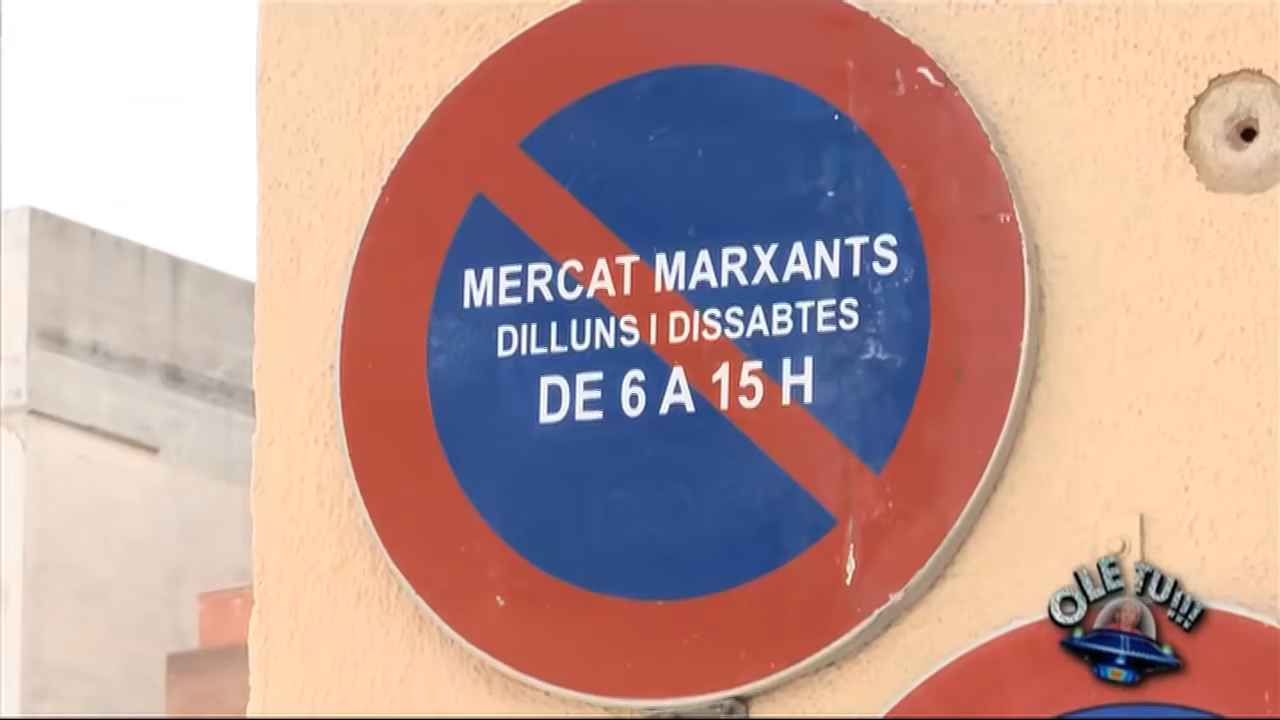 MERCAT MARXANTS
DILLUNS I DISSABTES
DE 6 A 15 H
OLE TU!!!